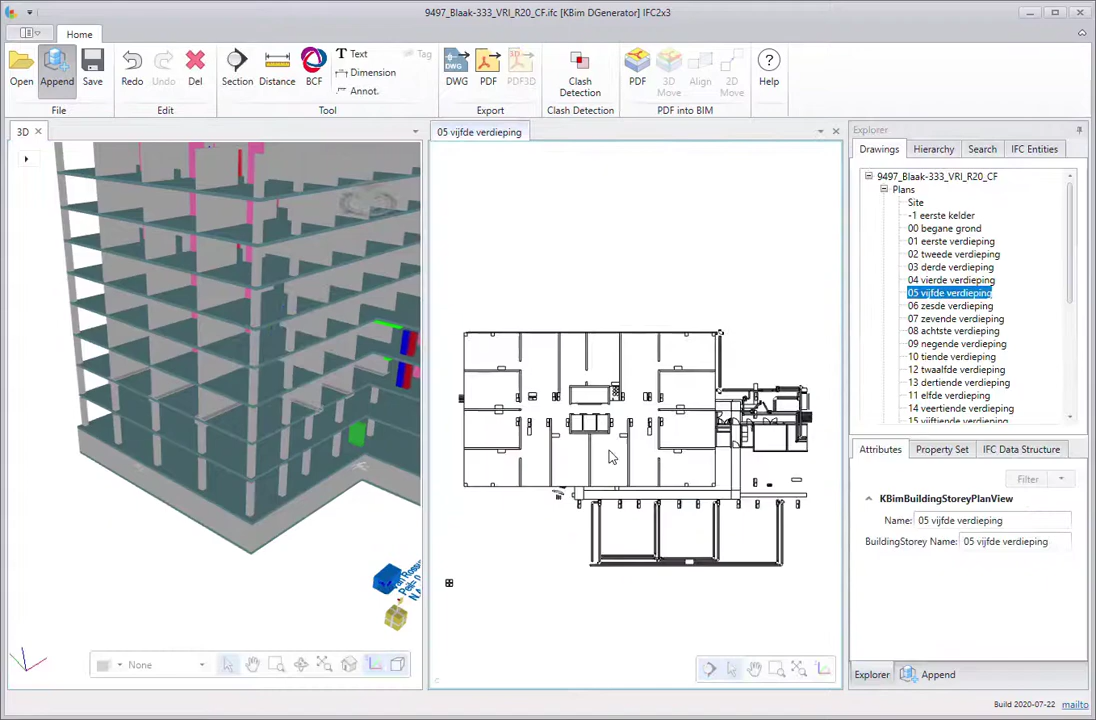 9497_Blaak-333_VRI_R20_CF.ifc [KBim DGenerator] IFC2x3
Home
Open
Append
Save
Redo
Undo
Del
Section
Distance
BCF
Text
Dimension
Annot.
Tag
DWG
PDF
PDF3D
Clash Detection
PDF
3D Move
Align
2D Move
Help
File
Edit
Tool
Export
Clash Detection
PDF into BIM
3D
05 vijfde verdieping
Explorer
Drawings
Hierarchy
Search
IFC Entities
9497_Blaak-333_VRI_R20_CF
Plans
Site
-1 eerste kelder
00 begane grond
01 eerste verdieping
02 tweede verdieping
03 derde verdieping
04 vierde verdieping
05 vijfde verdieping
06 zesde verdieping
07 zevende verdieping
08 achtste verdieping
09 negende verdieping
10 tiende verdieping
12 twaalfde verdieping
13 dertiende verdieping
11 elfde verdieping
14 veertiende verdieping
15 vijftiende verdieping
Attributes
Property Set
IFC Data Structure
Filter
KBimBuildingStoreyPlanView
Name: 05 vijfde verdieping
BuildingStorey Name: 05 vijfde verdieping
None
Explorer
Append
Build 2020-07-22
mailto